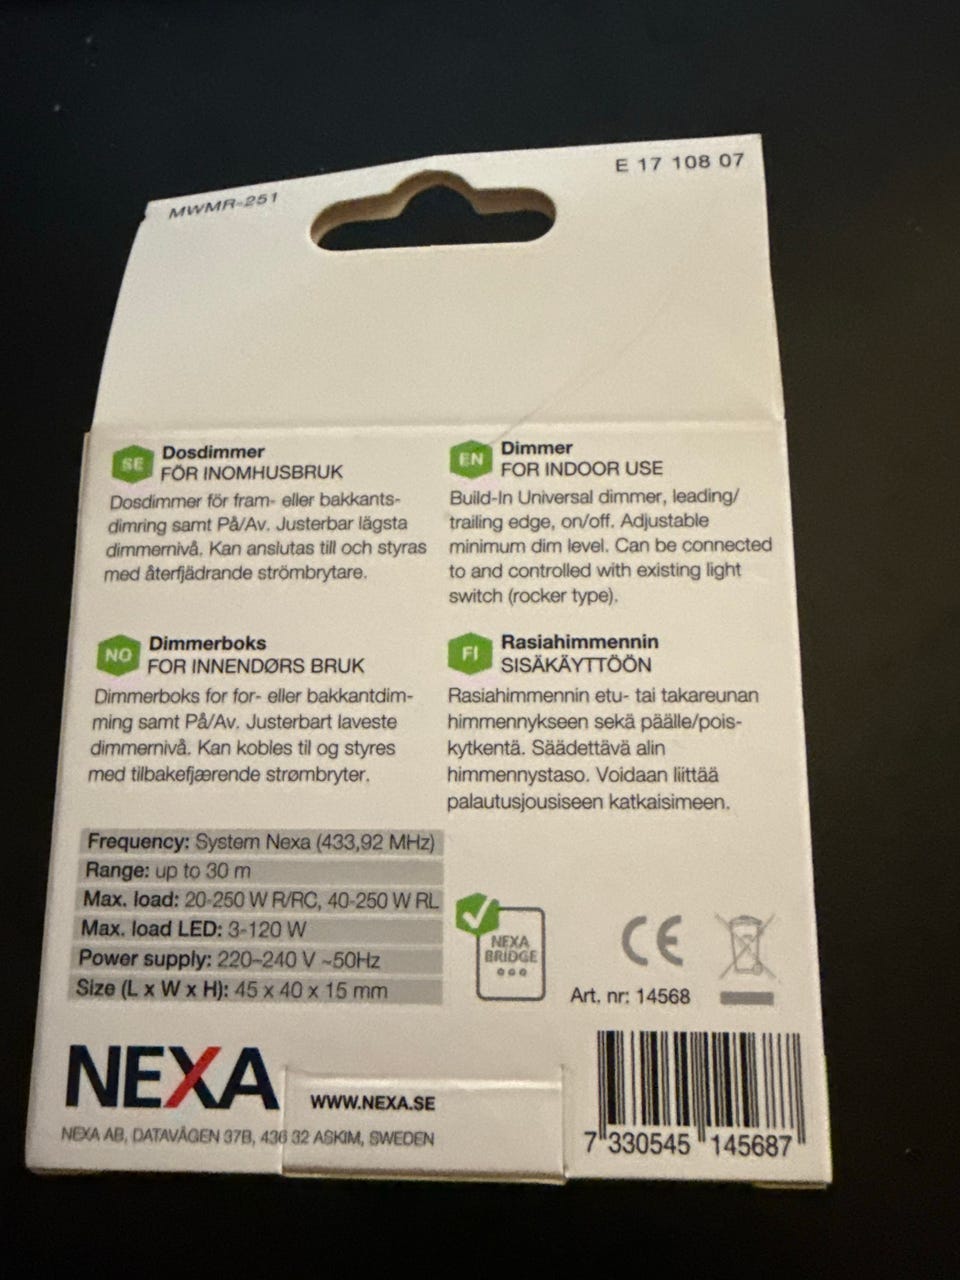 MWMR-251
E 17 108 07
SE Dosdimmer
FÖR INOMHUSBRUK
Dosdimmer för fram- eller bakkants-
dimring samt På/Av. Justerbar lägsta
dimmernivå. Kan anslutas till och styras
med återfjädrande strömbrytare.
EN Dimmer
FOR INDOOR USE
Build-In Universal dimmer, leading/
trailing edge, on/off. Adjustable
minimum dim level. Can be connected
to and controlled with existing light
switch (rocker type).
NO Dimmerboks
FOR INNENDØRS BRUK
Dimmerboks for for- eller bakkantdim-
ming samt På/Av. Justerbart laveste
dimmernivå. Kan kobles til og styres
med tilbakefjærende strømbryter.
FI Rasiahimmennin
SISÄKÄYTTÖÖN
Rasiahimmennin etu- tai takareunan
himmennykseen sekä päälle/pois-
kytkentä. Säädettävä alin
himmennystaso. Voidaan liittää
palautusjousiseen katkaisimeen.
Frequency: System Nexa (433,92 MHz)
Range: up to 30 m
Max. load: 20-250 W R/RC, 40-250 W RL
Max. load LED: 3-120 W
Power supply: 220–240 V ~50Hz
Size (L x W x H): 45 x 40 x 15 mm
NEXA
BRIDGE
CE
Art. nr: 14568
NEXA
WWW.NEXA.SE
NEXA AB, DATAVÄGEN 37B, 436 32 ASKIM, SWEDEN
7 330545 145687